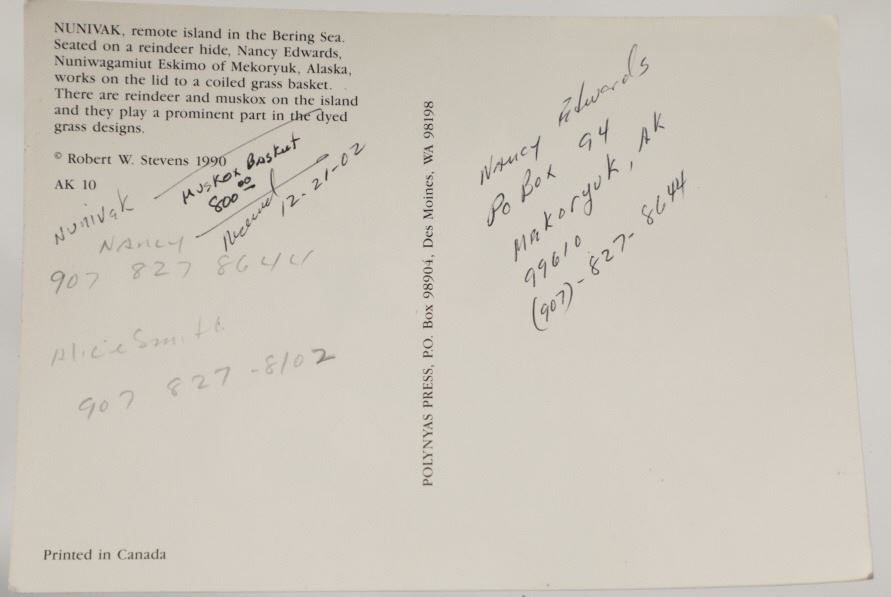 NUNIVAK, remote island in the Bering Sea.
Seated on a reindeer hide, Nancy Edwards,
Nuniwagamiut Eskimo of Mekoryuk, Alaska,
works on the lid to a coiled grass basket.
There are reindeer and muskox on the island
and they play a prominent part in the dyed
grass designs.
© Robert W. Stevens 1990
AK 10
Muskox Basket
800.00
Received
12-21-02
Nunivak
Nancy
907 827 8644
Alice Smith
907 827-8102
Printed in Canada
POLYNYAS PRESS, P.O. Box 98904, Des Moines, WA 98198
Nancy Edwards
PO Box 94
Makoryuk, AK
99610
(907)-827-8644